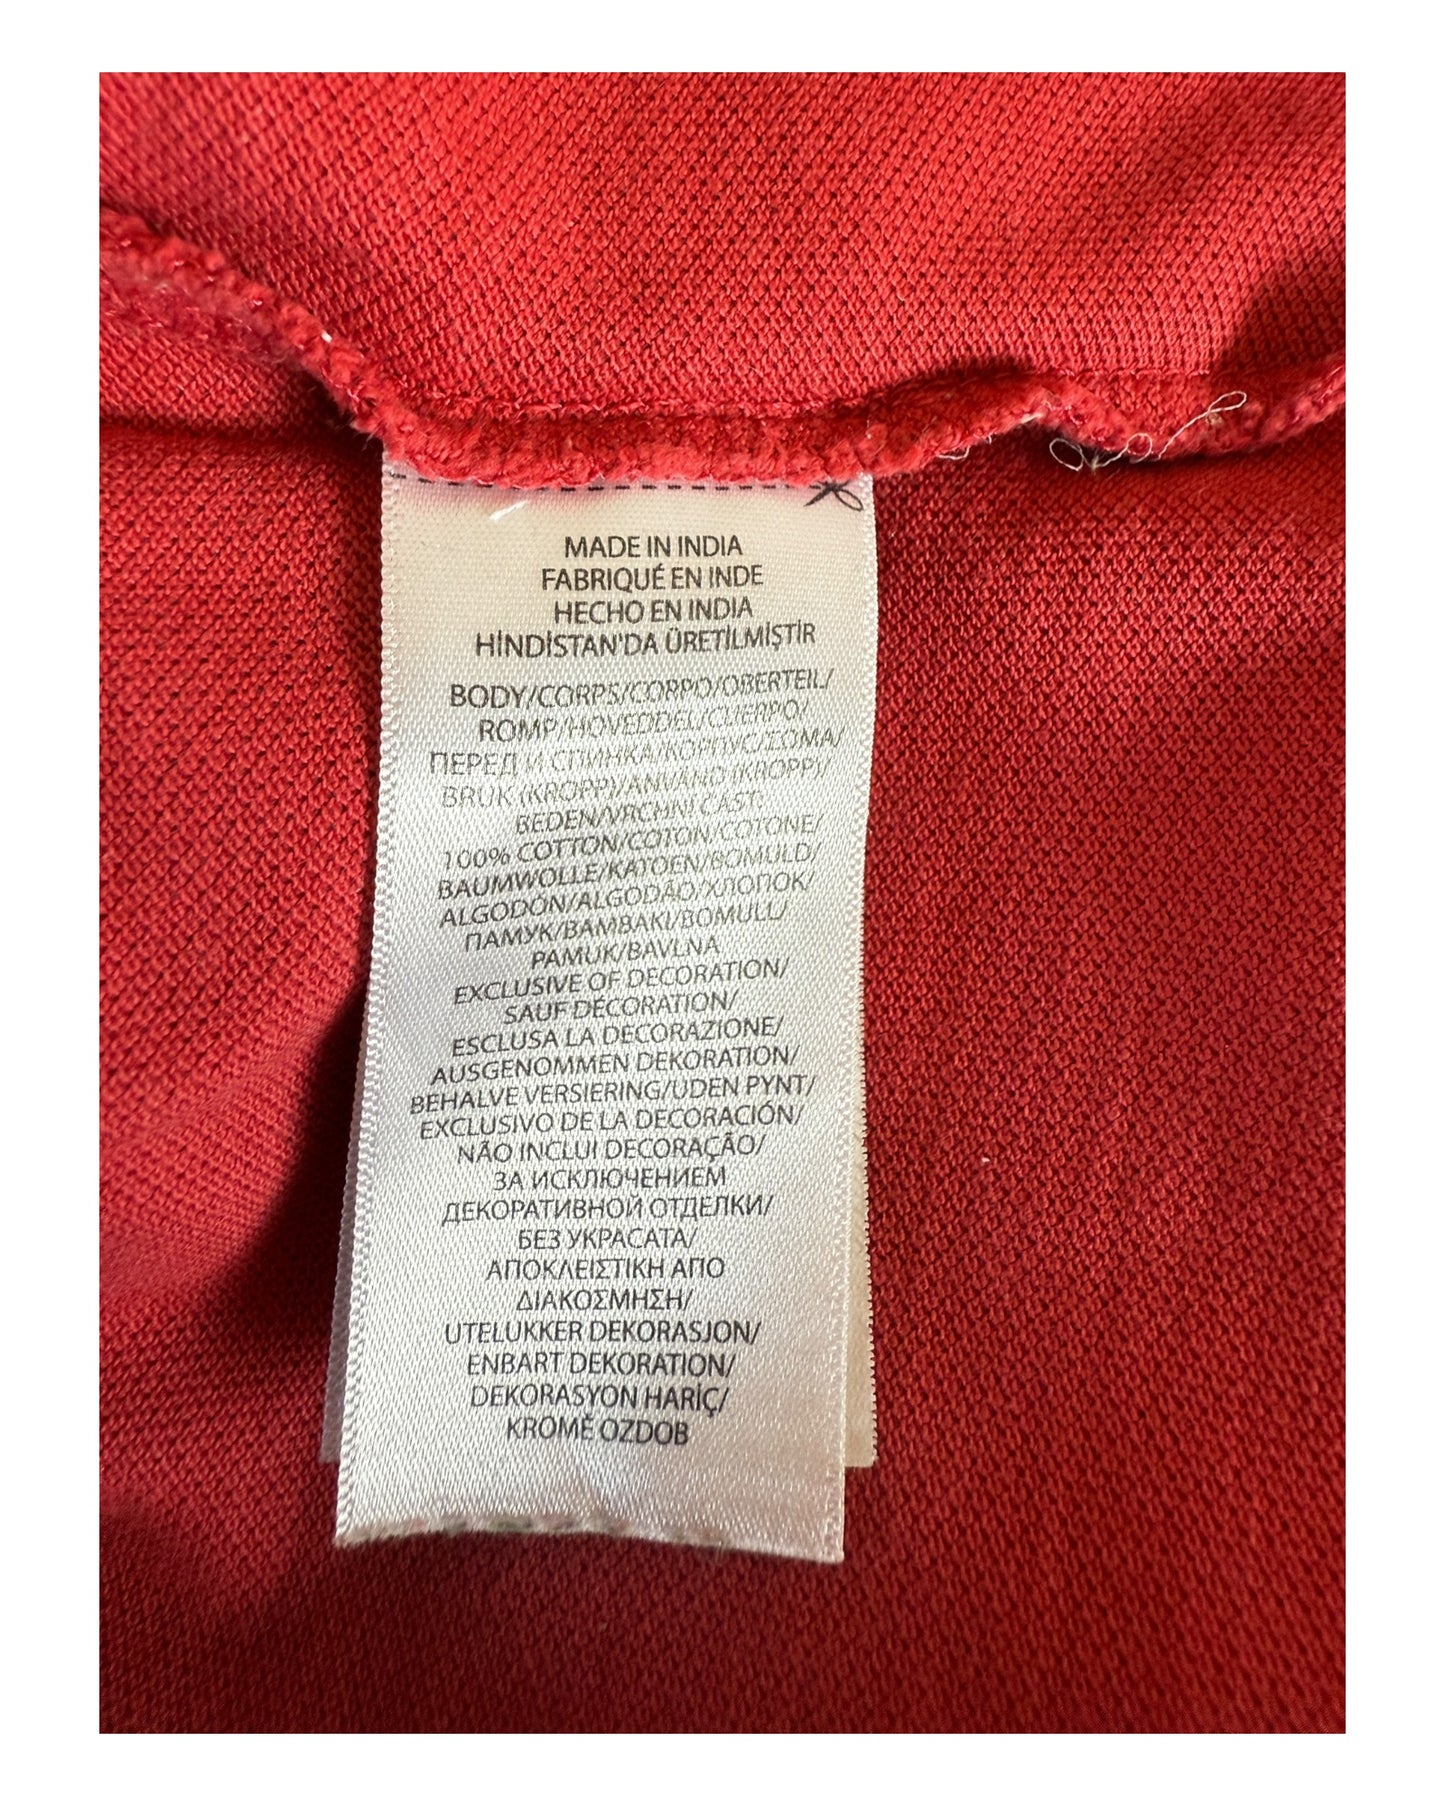 MADE IN INDIA
FABRIQUÉ EN INDE
HECHO EN INDIA
HİNDİSTAN'DA ÜRETİLMİŞTİR
BODY/CORPS/CORPO/OBERTEIL/
ROMP/HOVEDDEL/CUERPO/
ПЕРЕД И СПИНКА/КОРПУС/ΣΩΜΑ/
BRUK (KROPP)/ANVÄND (KROPP)/
BEDEN/VRCHNÍ ČÁST:
100% COTTON/COTON/COTONE/
BAUMWOLLE/KATOEN/BOMULD/
ALGODÓN/ALGODÃO/ХЛОПОК/
ПАМУК/BAMBAKI/BOMULL/
PAMUK/BAVLNA
EXCLUSIVE OF DECORATION/
SAUF DÉCORATION/
ESCLUSA LA DECORAZIONE/
AUSGENOMMEN DEKORATION/
BEHALVE VERSIERING/UDEN PYNT/
EXCLUSIVO DE LA DECORACIÓN/
NÃO INCLUI DECORAÇÃO/
ЗА ИСКЛЮЧЕНИЕМ
ДЕКОРАТИВНОЙ ОТДЕЛКИ/
БЕЗ УКРАСАТА/
ΑΠΟΚΛΕΙΣΤΙΚΗ ΑΠΟ
ΔΙΑΚΟΣΜΗΣΗ/
UTELUKKER DEKORASJON/
ENBART DEKORATION/
DEKORASYON HARİÇ/
KROMĚ OZDOB